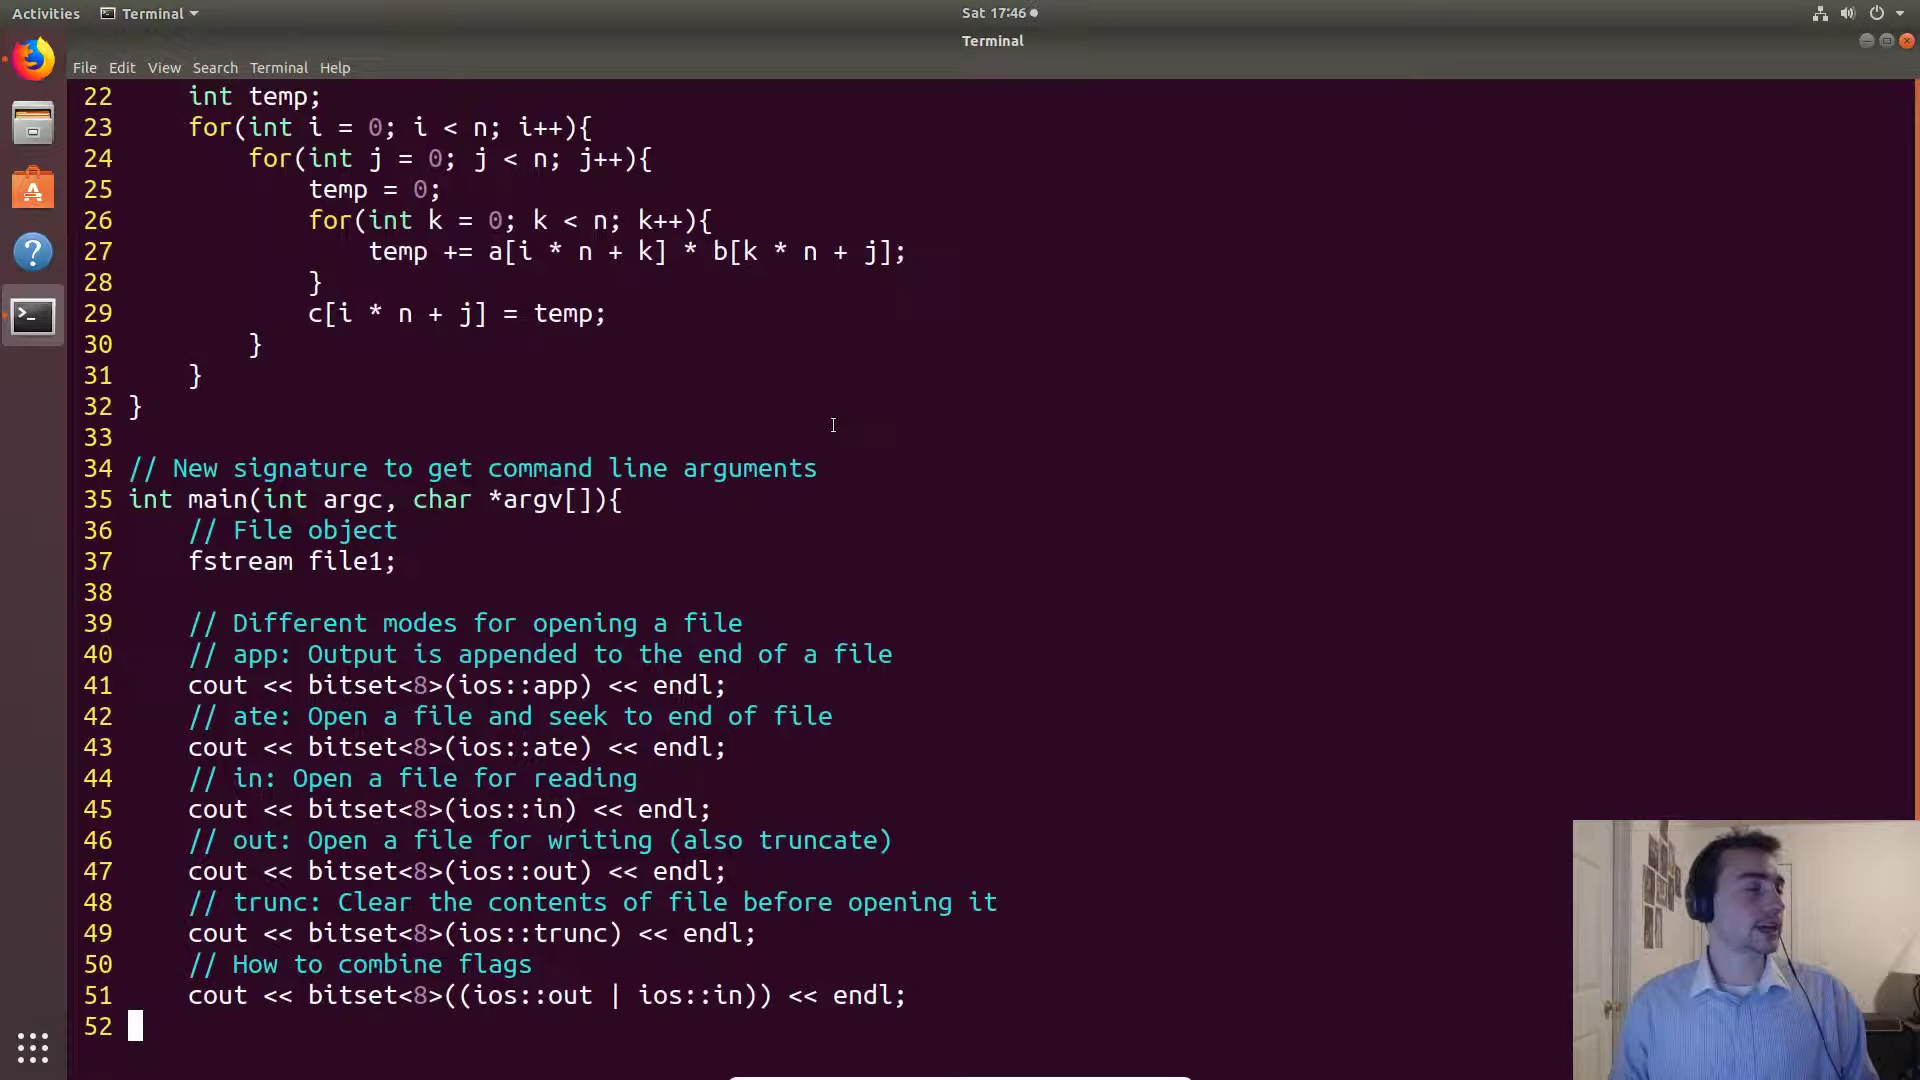 Activities
Terminal
Sat 17:46
Terminal
File Edit View Search Terminal Help
22     int temp;
23     for(int i = 0; i < n; i++){
24         for(int j = 0; j < n; j++){
25             temp = 0;
26             for(int k = 0; k < n; k++){
27                 temp += a[i * n + k] * b[k * n + j];
28             }
29             c[i * n + j] = temp;
30         }
31     }
32 }
33
34 // New signature to get command line arguments
35 int main(int argc, char *argv[]){
36     // File object
37     fstream file1;
38
39     // Different modes for opening a file
40     // app: Output is appended to the end of a file
41     cout << bitset<8>(ios::app) << endl;
42     // ate: Open a file and seek to end of file
43     cout << bitset<8>(ios::ate) << endl;
44     // in: Open a file for reading
45     cout << bitset<8>(ios::in) << endl;
46     // out: Open a file for writing (also truncate)
47     cout << bitset<8>(ios::out) << endl;
48     // trunc: Clear the contents of file before opening it
49     cout << bitset<8>(ios::trunc) << endl;
50     // How to combine flags
51     cout << bitset<8>((ios::out | ios::in)) << endl;
52